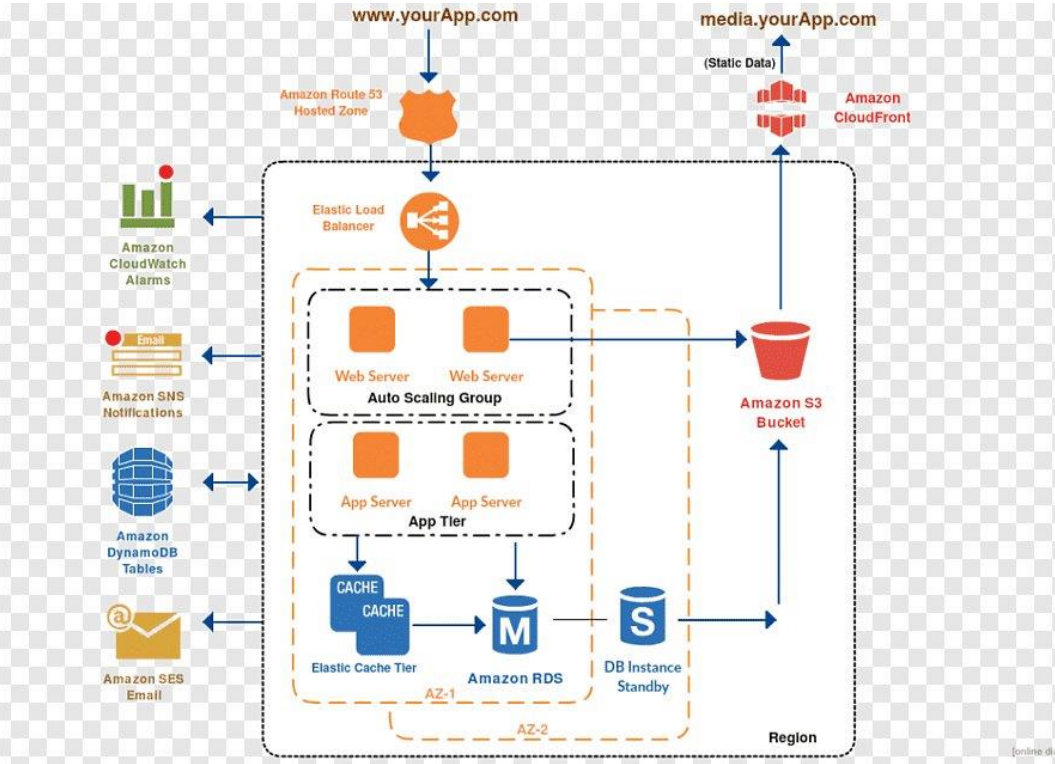 www.yourApp.com
media.yourApp.com
(Static Data)
Amazon Route 53
Hosted Zone
Amazon
CloudFront
Elastic Load
Balancer
Amazon
CloudWatch
Alarms
Web Server
Web Server
Auto Scaling Group
Email
Amazon SNS
Notifications
Amazon S3
Bucket
App Server
App Server
App Tier
Amazon
DynamoDB
Tables
CACHE
CACHE
Elastic Cache Tier
M
Amazon RDS
S
DB Instance
Standby
@
Amazon SES
Email
AZ-1
AZ-2
Region
[online